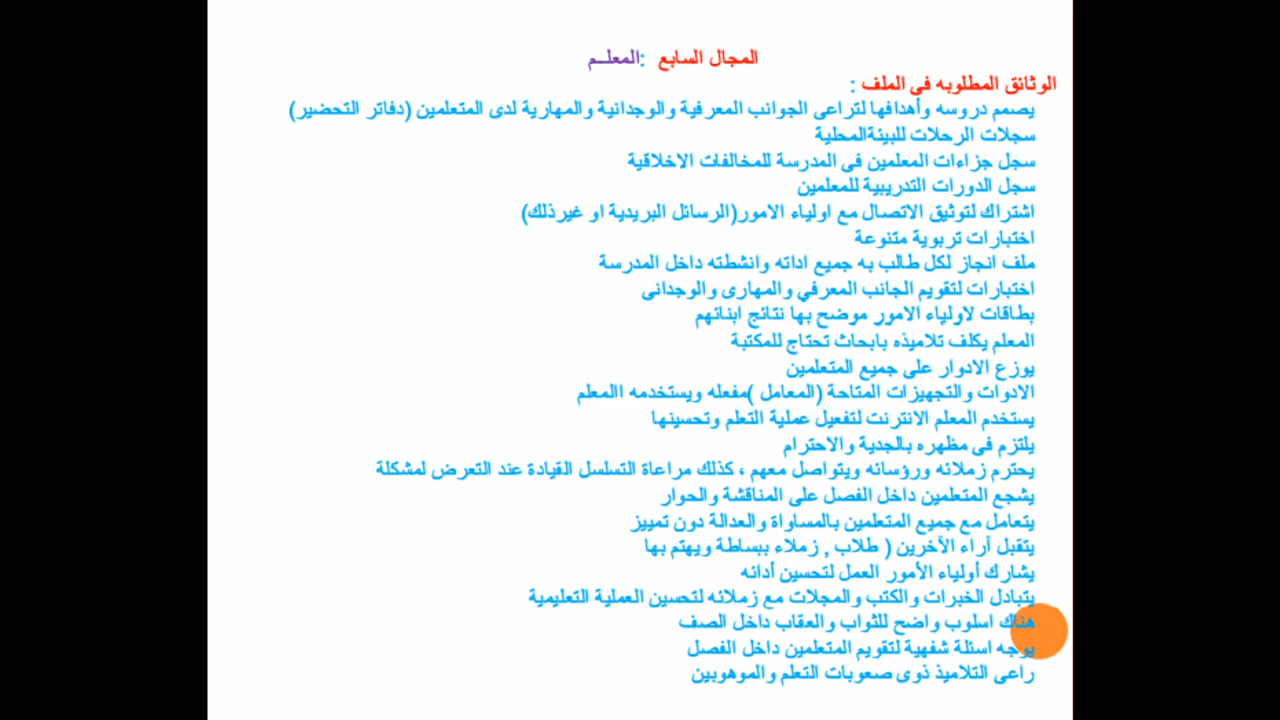 المجال السابع :المعلــم
الوثائق المطلوبه فى الملف :
يصمم دروسه وأهدافها لتراعى الجوانب المعرفية والوجدانية والمهارية لدى المتعلمين (دفاتر التحضير)
سجلات الرحلات للبيئةالمحلية
سجل جزاءات المعلمين فى المدرسة للمخالفات الاخلاقية
سجل الدورات التدريبية للمعلمين
اشتراك لتوثيق الاتصال مع اولياء الامور(الرسائل البريدية او غيرذلك)
اختبارات تربوية متنوعة
ملف انجاز لكل طالب به جميع اداته وانشطته داخل المدرسة
اختبارات لتقويم الجانب المعرفي والمهارى والوجدانى
بطاقات لاولياء الامور موضح بها نتائج ابنائهم
المعلم يكلف تلاميذه بابحاث تحتاج للمكتبة
يوزع الادوار على جميع المتعلمين
الادوات والتجهيزات المتاحة (المعامل )مفعله ويستخدمه االمعلم
يستخدم المعلم الانترنت لتفعيل عملية التعلم وتحسينها
يلتزم فى مظهره بالجدية والاحترام
يحترم زملائه ورؤسائه ويتواصل معهم ، كذلك مراعاة التسلسل القيادة عند التعرض لمشكلة
يشجع المتعلمين داخل الفصل على المناقشة والحوار
يتعامل مع جميع المتعلمين بالمساواة والعدالة دون تمييز
يتقبل آراء الآخرين ( طلاب , زملاء ببساطة ويهتم بها
يشارك أولياء الأمور العمل لتحسين أدائه
يتبادل الخبرات والكتب والمجلات مع زملائه لتحسين العملية التعليمية
هناك اسلوب واضح للثواب والعقاب داخل الصف
يوجه اسئلة شفهية لتقويم المتعلمين داخل الفصل
راعى التلاميذ ذوى صعوبات التعلم والموهوبين